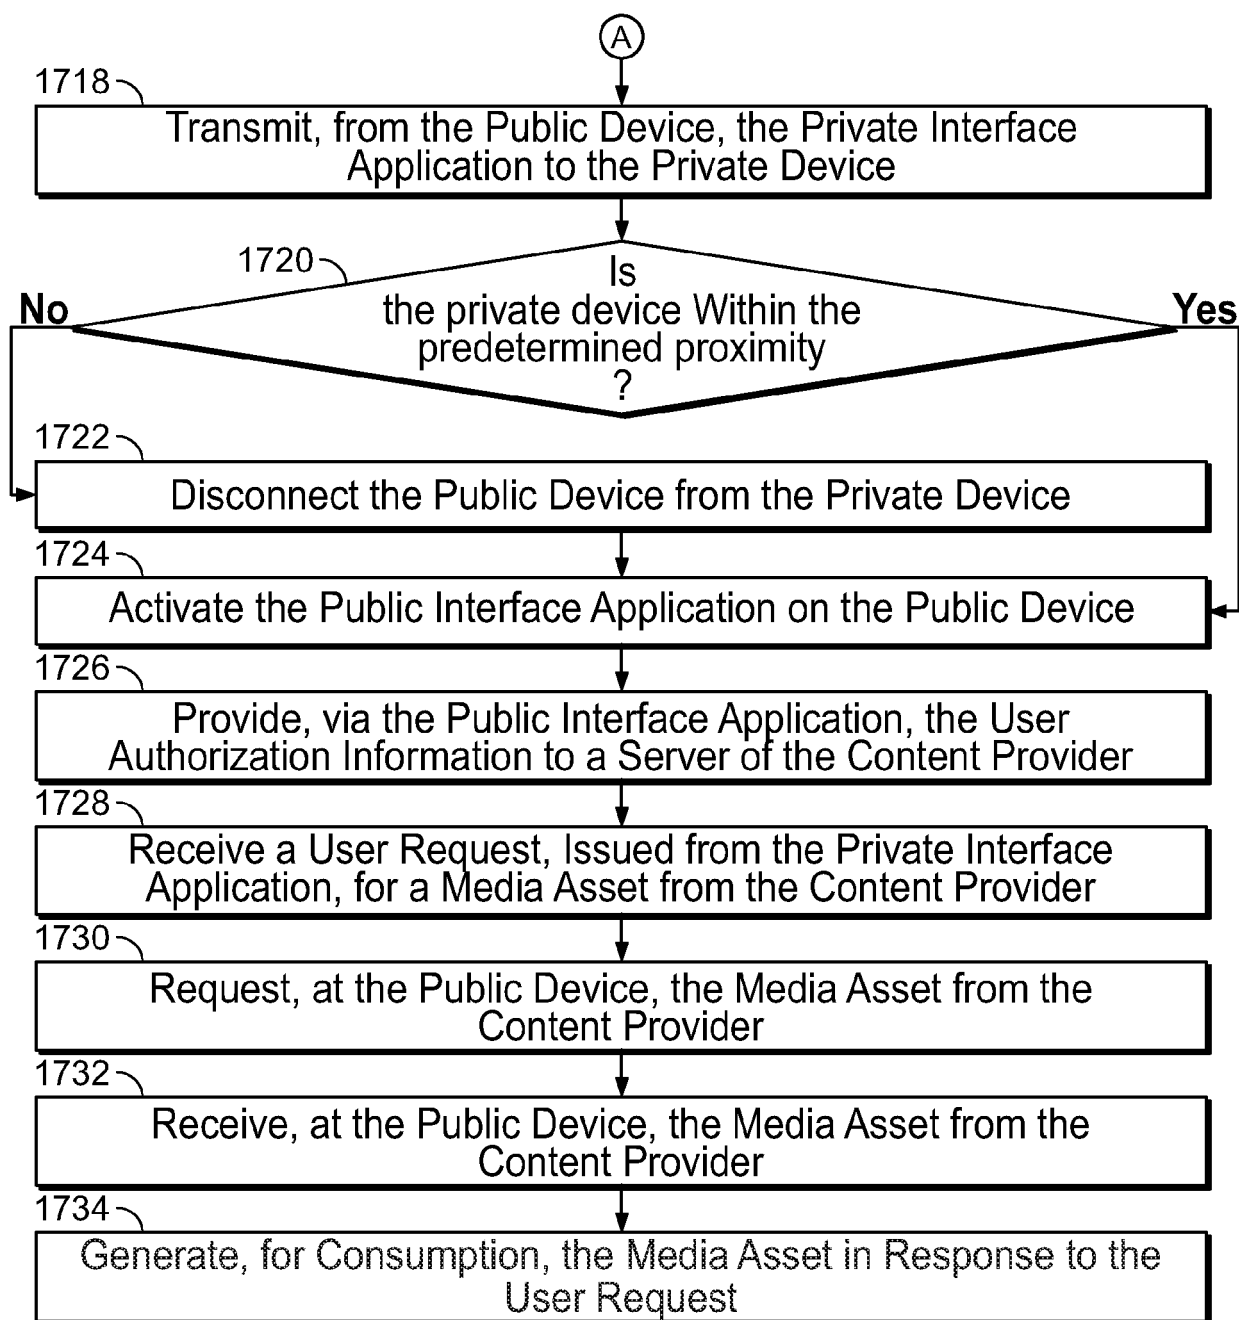 A
1718
Transmit, from the Public Device, the Private Interface
Application to the Private Device
1720
Is
the private device Within the
predetermined proximity
?
No
Yes
1722
Disconnect the Public Device from the Private Device
1724
Activate the Public Interface Application on the Public Device
1726
Provide, via the Public Interface Application, the User
Authorization Information to a Server of the Content Provider
1728
Receive a User Request, Issued from the Private Interface
Application, for a Media Asset from the Content Provider
1730
Request, at the Public Device, the Media Asset from the
Content Provider
1732
Receive, at the Public Device, the Media Asset from the
Content Provider
1734
Generate, for Consumption, the Media Asset in Response to the
User Request